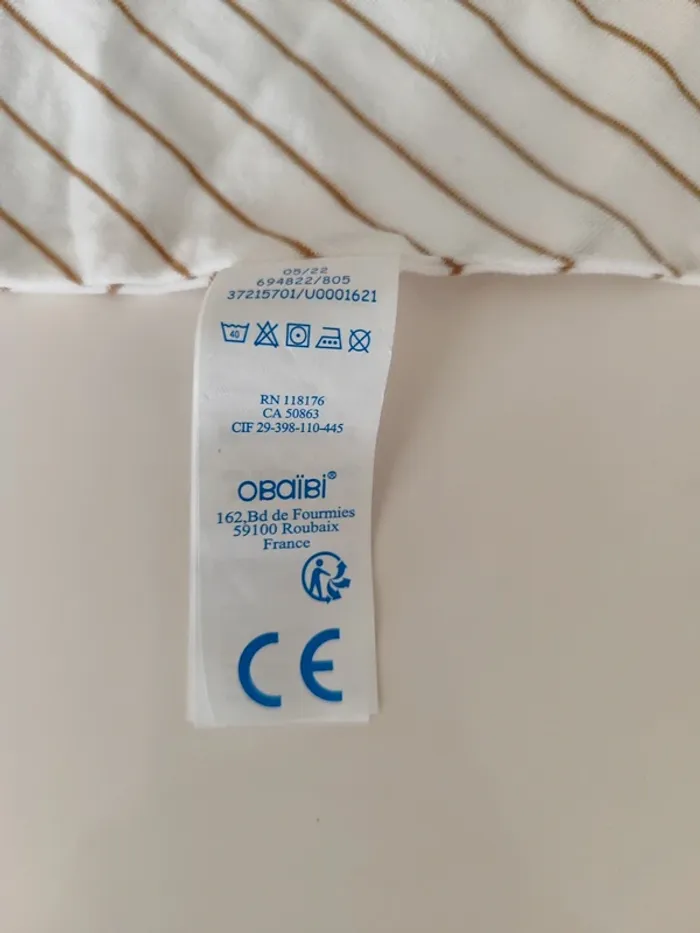 05/22
694822/805
37215701/U0001621
40
RN 118176
CA 50863
CIF 29-398-110-445
OBaïBi®
162,Bd de Fourmies
59100 Roubaix
France
CE